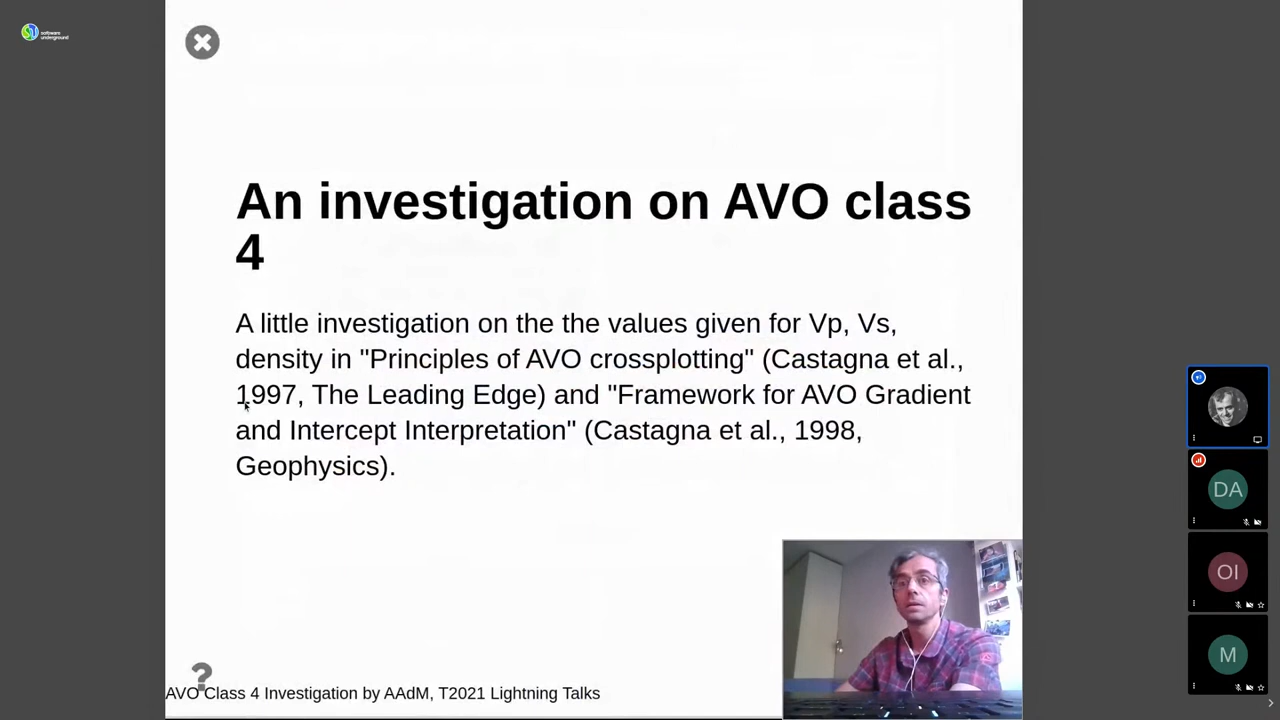 software
underground
An investigation on AVO class
4
A little investigation on the the values given for Vp, Vs,
density in "Principles of AVO crossplotting" (Castagna et al.,
1997, The Leading Edge) and "Framework for AVO Gradient
and Intercept Interpretation" (Castagna et al., 1998,
Geophysics).
?
AVO Class 4 Investigation by AAdM, T2021 Lightning Talks
DA
OI
M